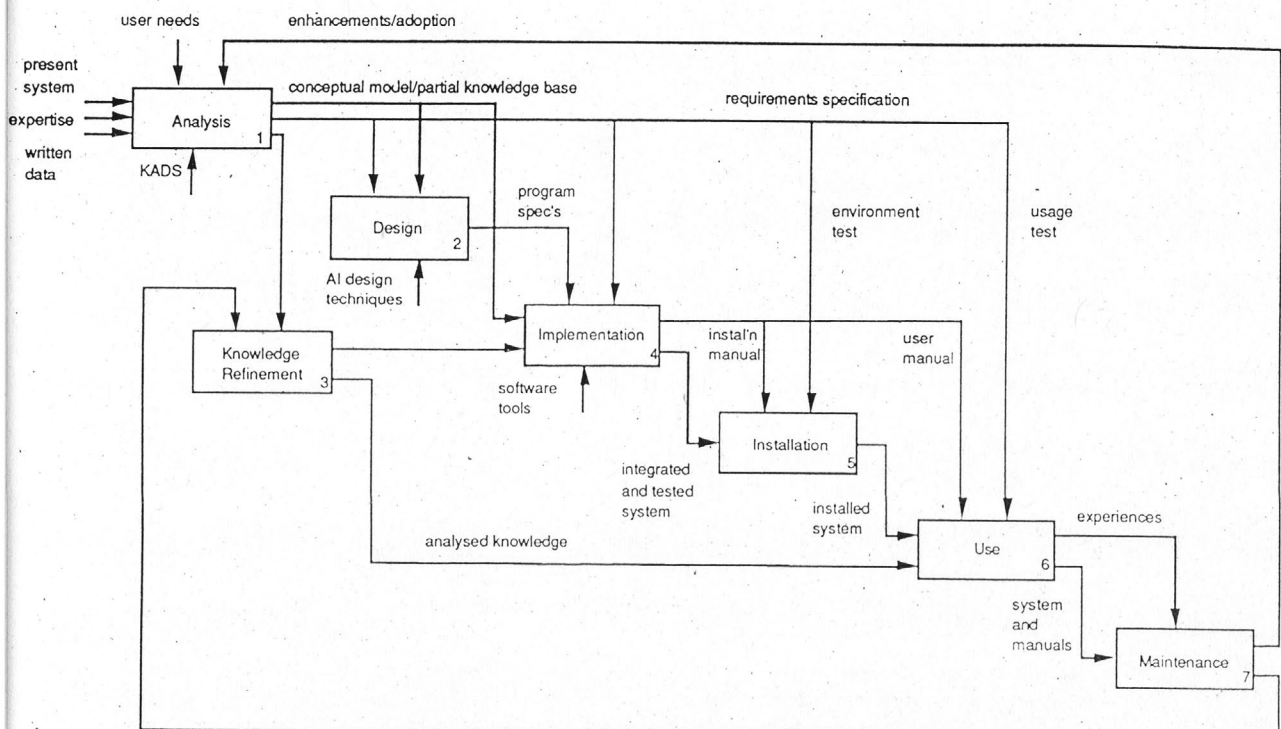 user needs
enhancements/adoption
present
system
expertise
written
data
Analysis
1
KADS
conceptual model/partial knowledge base
requirements specification
Design
2
AI design
techniques
program
spec's
environment
test
usage
test
Knowledge
Refinement
3
Implementation
4
software
tools
instal'n
manual
user
manual
Installation
5
integrated
and tested
system
installed
system
analysed knowledge
Use
6
experiences
system
and
manuals
Maintenance
7